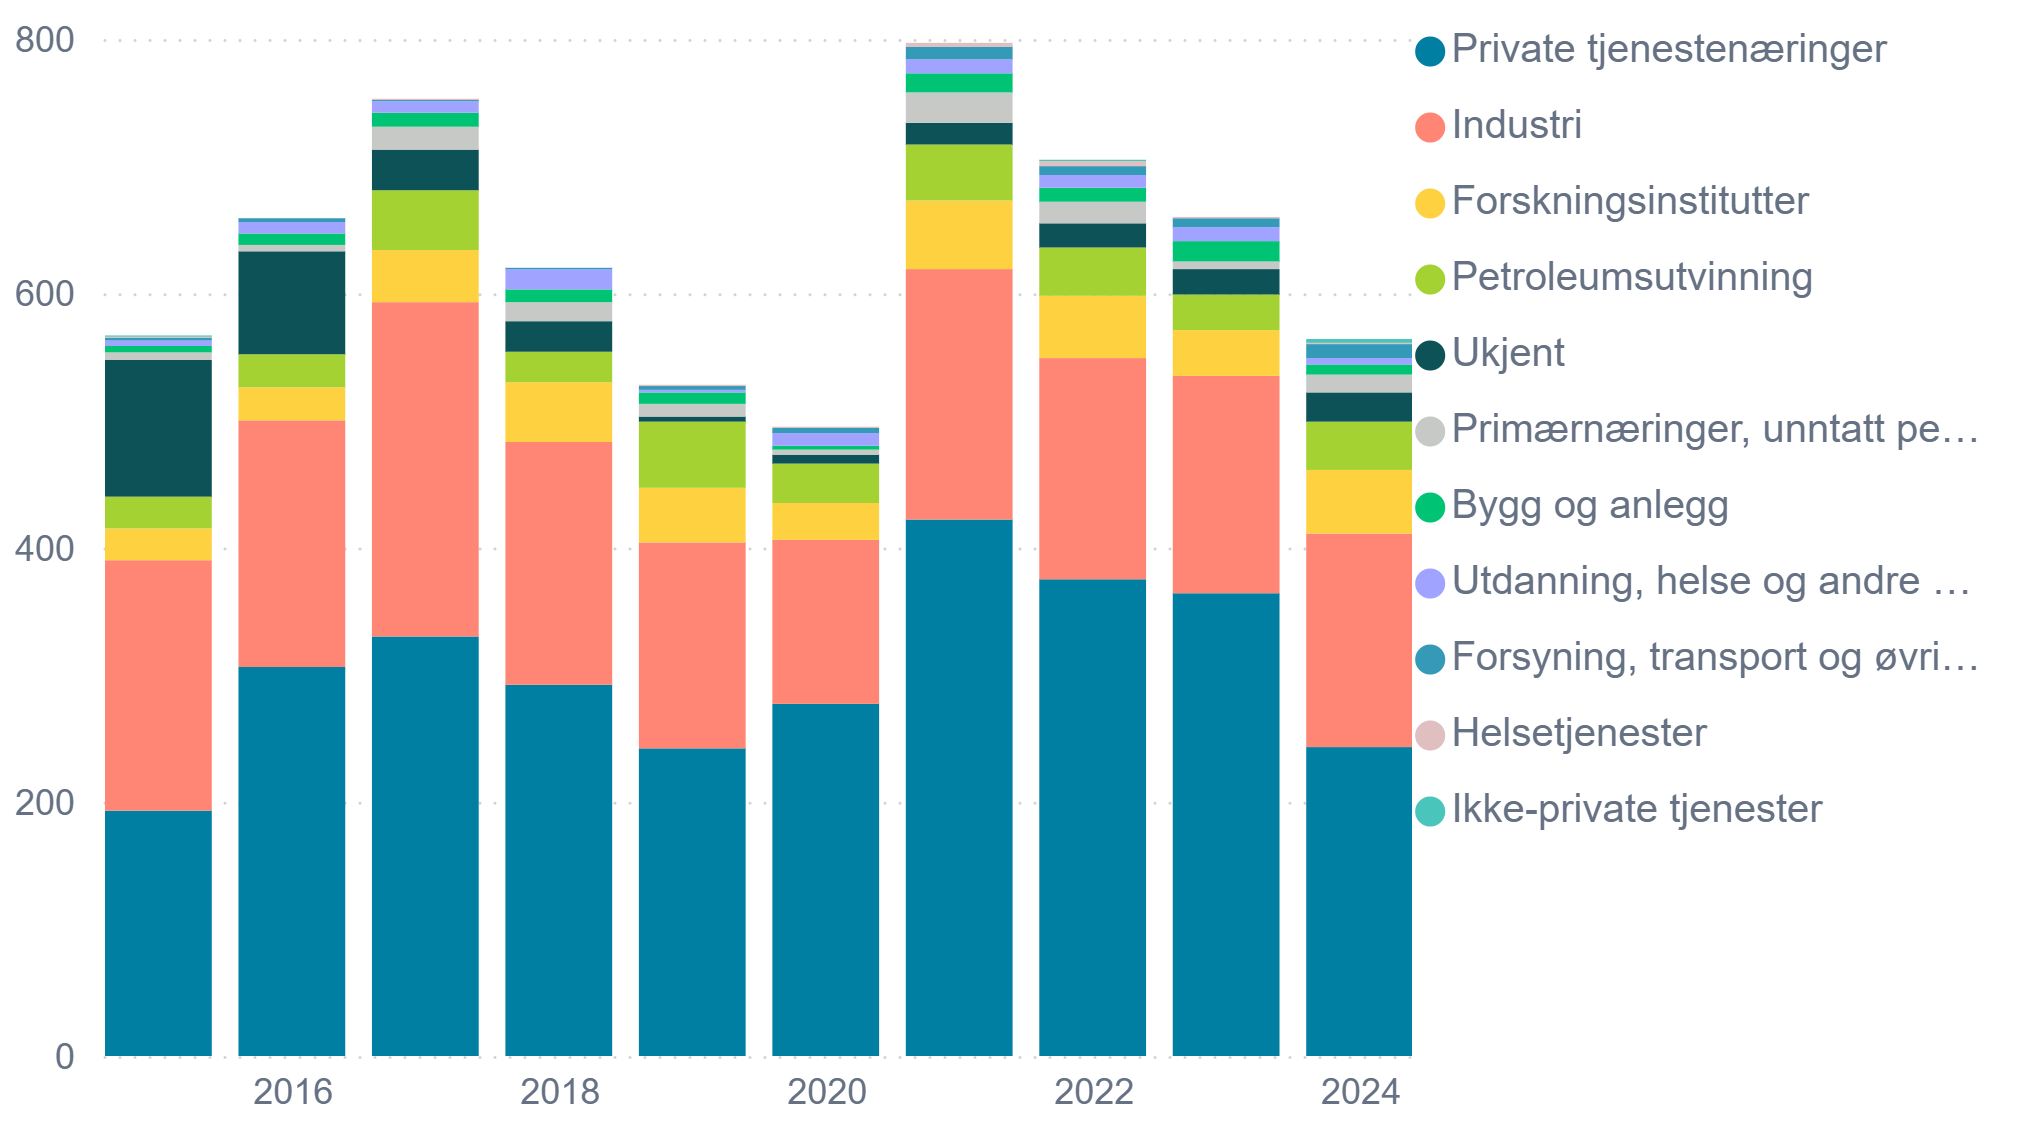 800
600
400
200
0
2016
2018
2020
2022
2024
Private tjenestenæringer
Industri
Forskningsinstitutter
Petroleumsutvinning
Ukjent
Primærnæringer, unntatt pe…
Bygg og anlegg
Utdanning, helse og andre …
Forsyning, transport og øvri…
Helsetjenester
Ikke-private tjenester